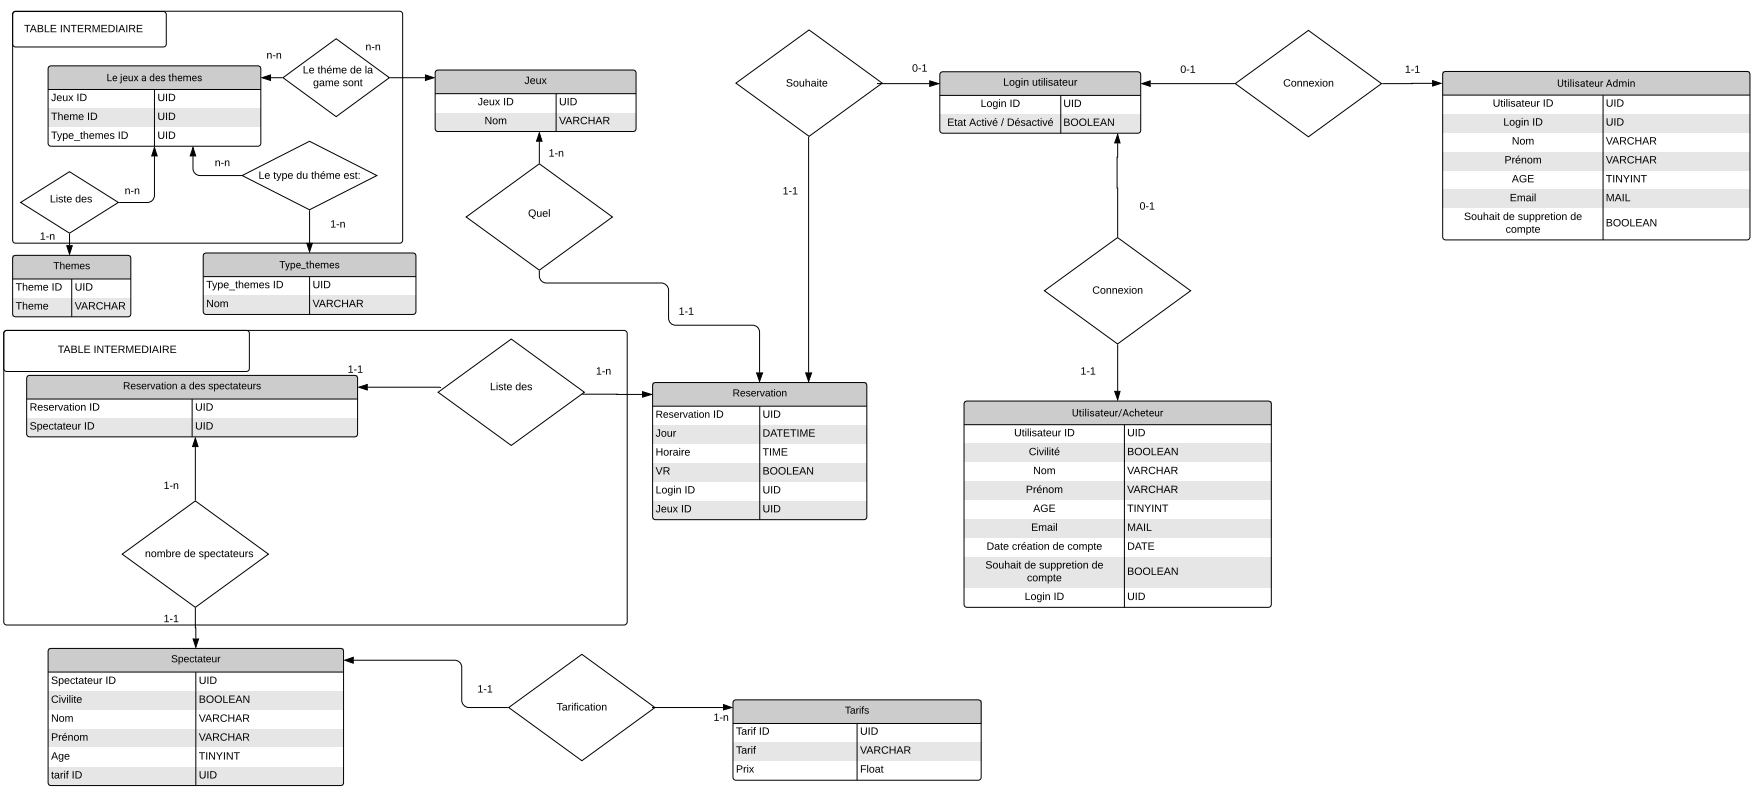 TABLE INTERMEDIAIRE
n-n
n-n
Le théme de la
game sont
Le jeux a des themes
Jeux ID UID
Theme ID UID
Type_themes ID UID
n-n
Le type du théme est:
n-n
Liste des
1-n
1-n
Themes
Theme ID UID
Theme VARCHAR
Type_themes
Type_themes ID UID
Nom VARCHAR
Jeux
Jeux ID UID
Nom VARCHAR
1-n
Quel
1-1
Souhaite
0-1
1-1
Login utilisateur
Login ID UID
Etat Activé / Désactivé BOOLEAN
0-1
Connexion
1-1
Utilisateur Admin
Utilisateur ID UID
Login ID UID
Nom VARCHAR
Prénom VARCHAR
AGE TINYINT
Email MAIL
Souhait de suppretion de
compte BOOLEAN
0-1
Connexion
1-1
Utilisateur/Acheteur
Utilisateur ID UID
Civilité BOOLEAN
Nom VARCHAR
Prénom VARCHAR
AGE TINYINT
Email MAIL
Date création de compte DATE
Souhait de suppretion de
compte BOOLEAN
Login ID UID
TABLE INTERMEDIAIRE
1-1
Liste des
1-n
Reservation a des spectateurs
Reservation ID UID
Spectateur ID UID
Reservation
Reservation ID UID
Jour DATETIME
Horaire TIME
VR BOOLEAN
Login ID UID
Jeux ID UID
1-n
nombre de spectateurs
1-1
Spectateur
Spectateur ID UID
Civilite BOOLEAN
Nom VARCHAR
Prénom VARCHAR
Age TINYINT
tarif ID UID
1-1
Tarification
1-n
Tarifs
Tarif ID UID
Tarif VARCHAR
Prix Float